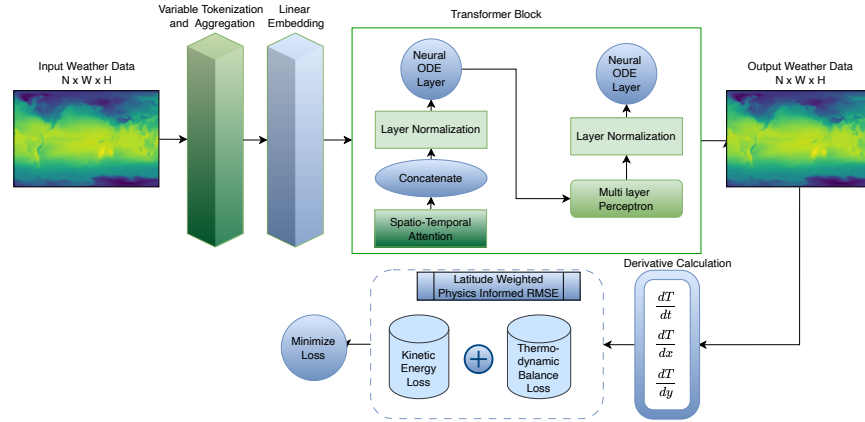 Variable Tokenization
and Aggregation
Linear
Embedding
Transformer Block
Input Weather Data
N x W x H
Neural
ODE
Layer
Layer Normalization
Concatenate
Spatio-Temporal
Attention
Neural
ODE
Layer
Layer Normalization
Multi layer
Perceptron
Output Weather Data
N x W x H
Derivative Calculation
dT
dt
dT
dx
dT
dy
Latitude Weighted
Physics Informed RMSE
Kinetic
Energy
Loss
+
Thermo-
dynamic
Balance
Loss
Minimize
Loss